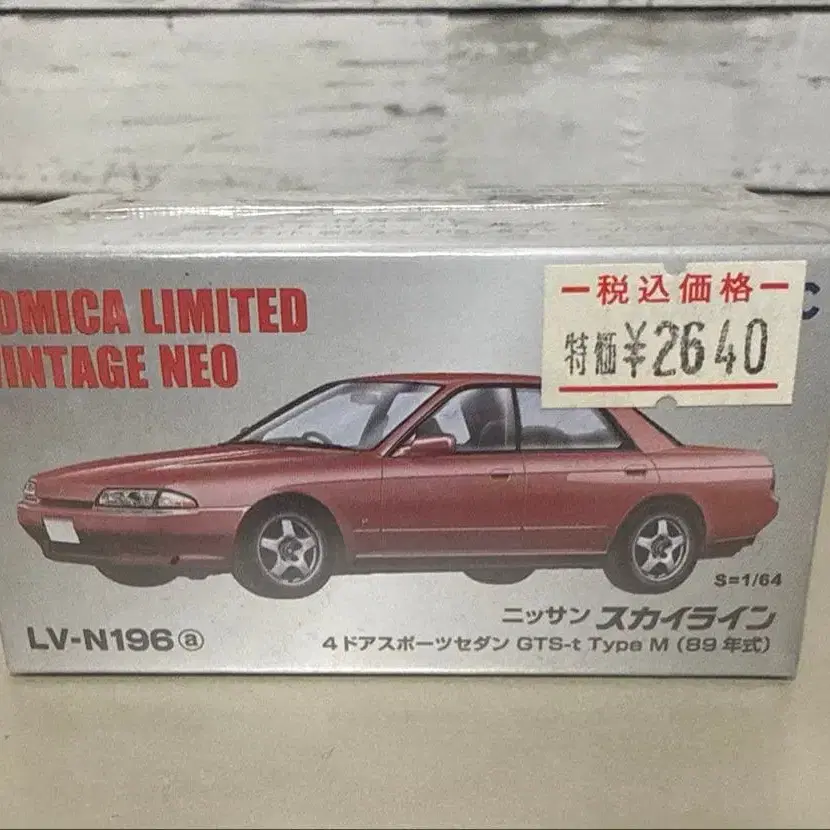 OMICA LIMITED
INTAGE NEO
税込価格
特価¥2640
C
S=1/64
ニッサン スカイライン
LV-N196ⓐ
4ドアスポーツセダン GTS-t Type M (89年式)